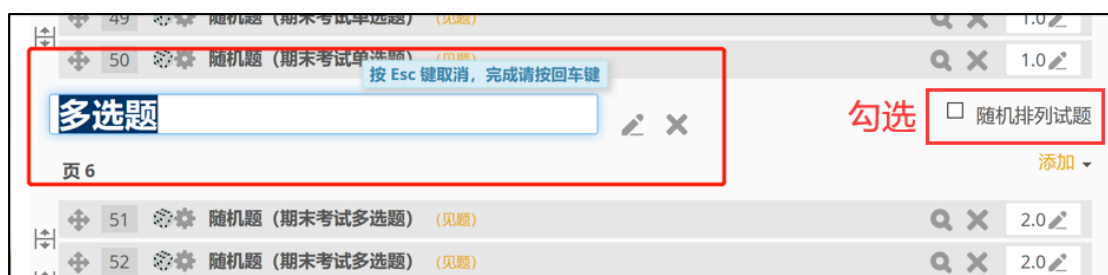 49 随机题（期末考试单选题） （见题） 1.0
50 随机题（期末考试单选题） （见题） 1.0
按 Esc 键取消，完成请按回车键
多选题 勾选 随机排列试题
页 6 添加
51 随机题（期末考试多选题） （见题） 2.0
52 随机题（期末考试多选题） （见题） 2.0